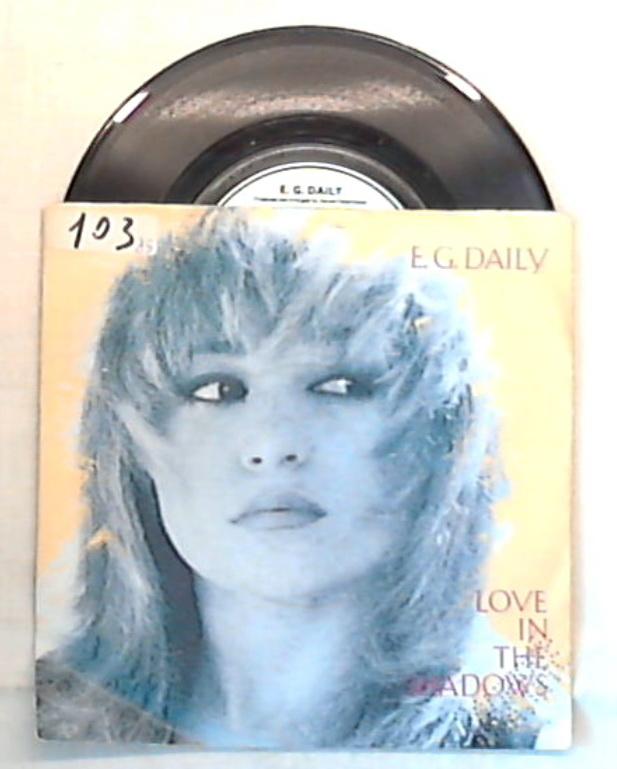 E. G. DAILY
103
E.G. DAILY
LOVE
IN
THE
SHADOWS